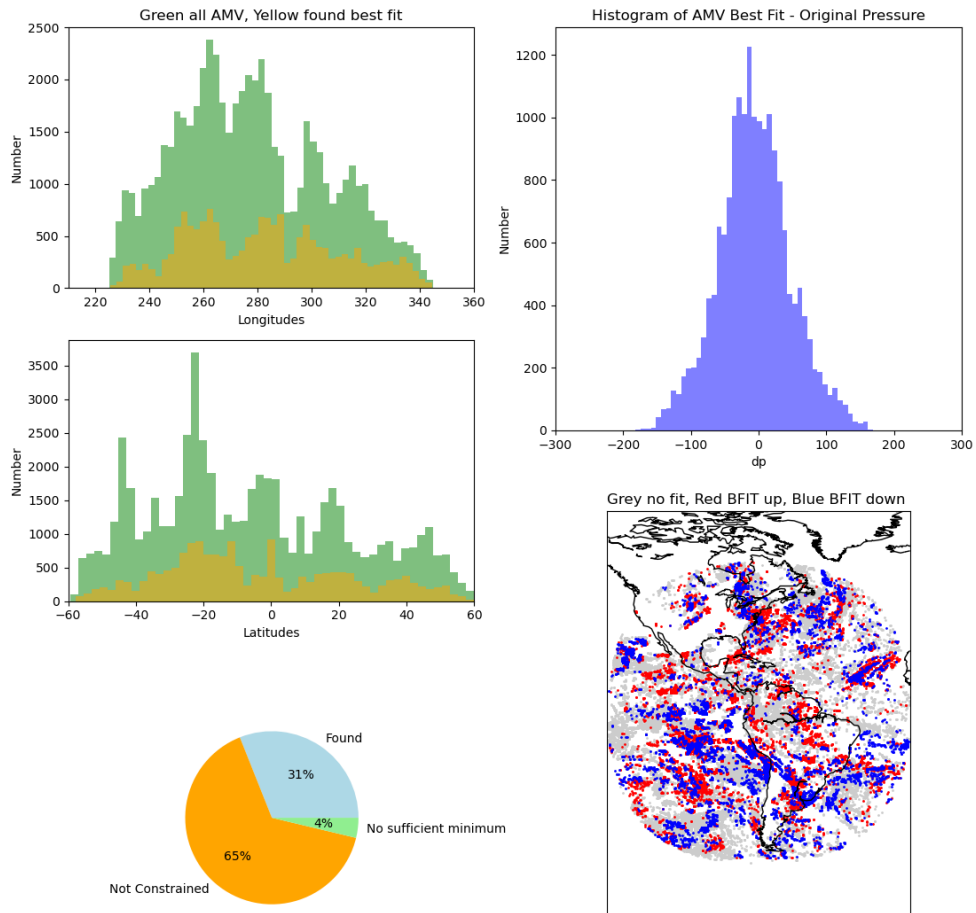 Green all AMV, Yellow found best fit
2500
2000
1500
1000
500
0
Number
220 240 260 280 300 320 340 360
Longitudes
Histogram of AMV Best Fit - Original Pressure
1200
1000
800
600
400
200
0
Number
−300 −200 −100 0 100 200 300
dp
3500
3000
2500
2000
1500
1000
500
0
Number
−60 −40 −20 0 20 40 60
Latitudes
Grey no fit, Red BFIT up, Blue BFIT down
Found
31%
No sufficient minimum
4%
65%
Not Constrained